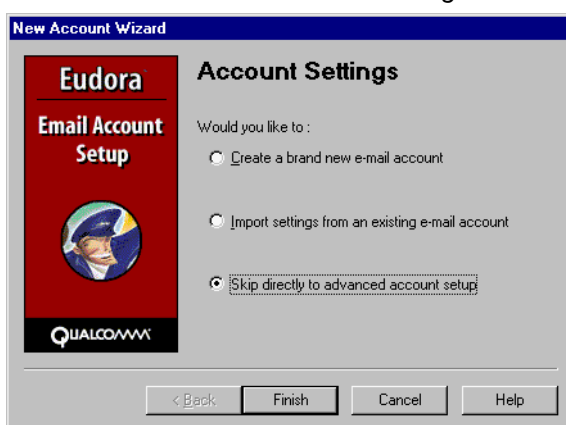 New Account Wizard
Eudora
Email Account
Setup
QUALCOMM
Account Settings
Would you like to :
Create a brand new e-mail account
Import settings from an existing e-mail account
Skip directly to advanced account setup
< Back
Finish
Cancel
Help